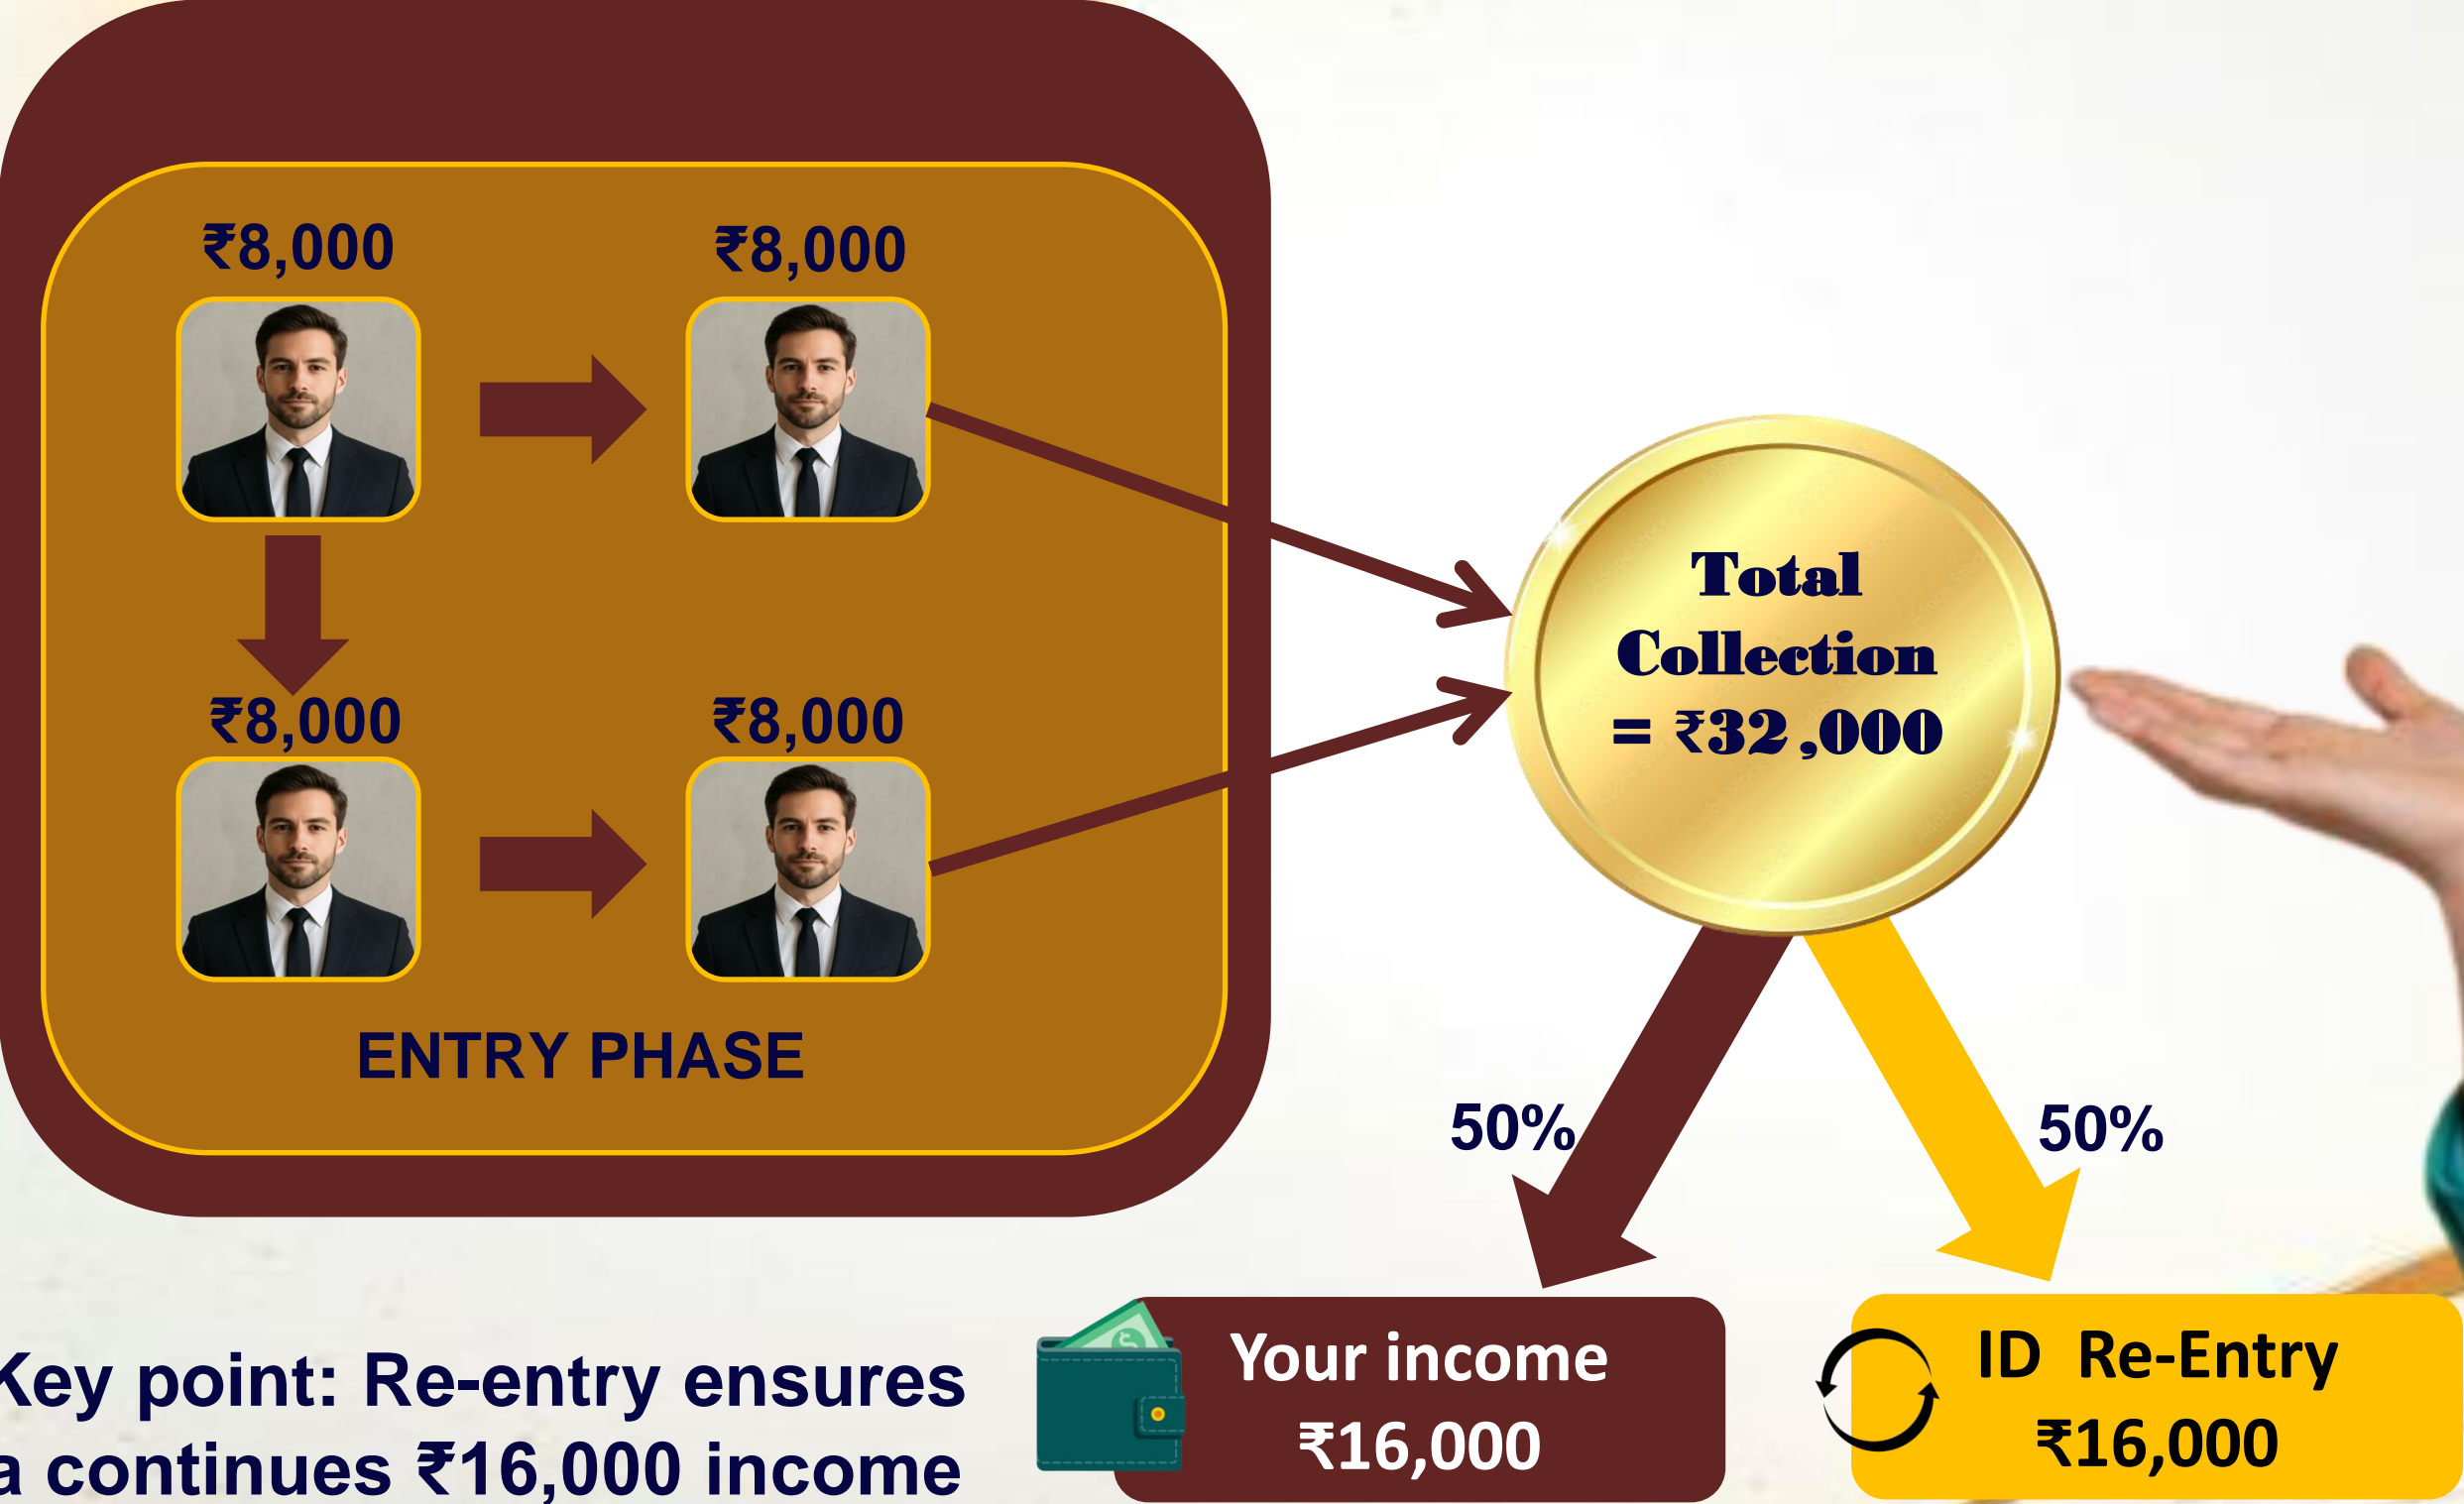 ₹8,000
₹8,000
₹8,000
₹8,000
ENTRY PHASE
Total
Collection
= ₹32,000
50%
50%
Key point: Re-entry ensures
a continues ₹16,000 income
Your income
₹16,000
ID Re-Entry
₹16,000